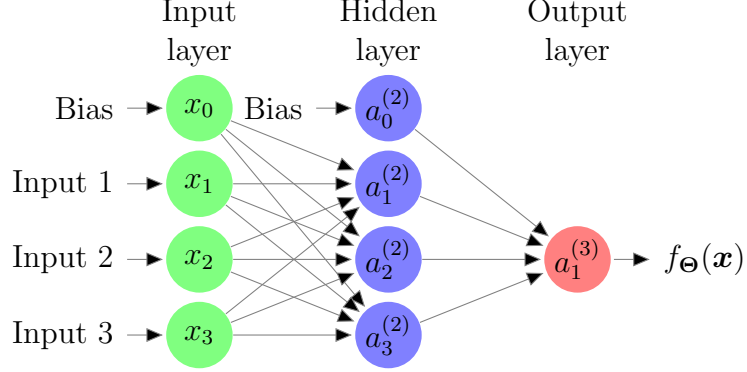 Input layer
Hidden layer
Output layer
Bias
x₀
Bias
a₀⁽²⁾
Input 1
x₁
a₁⁽²⁾
Input 2
x₂
a₂⁽²⁾
a₁⁽³⁾
f_Θ(x)
Input 3
x₃
a₃⁽²⁾